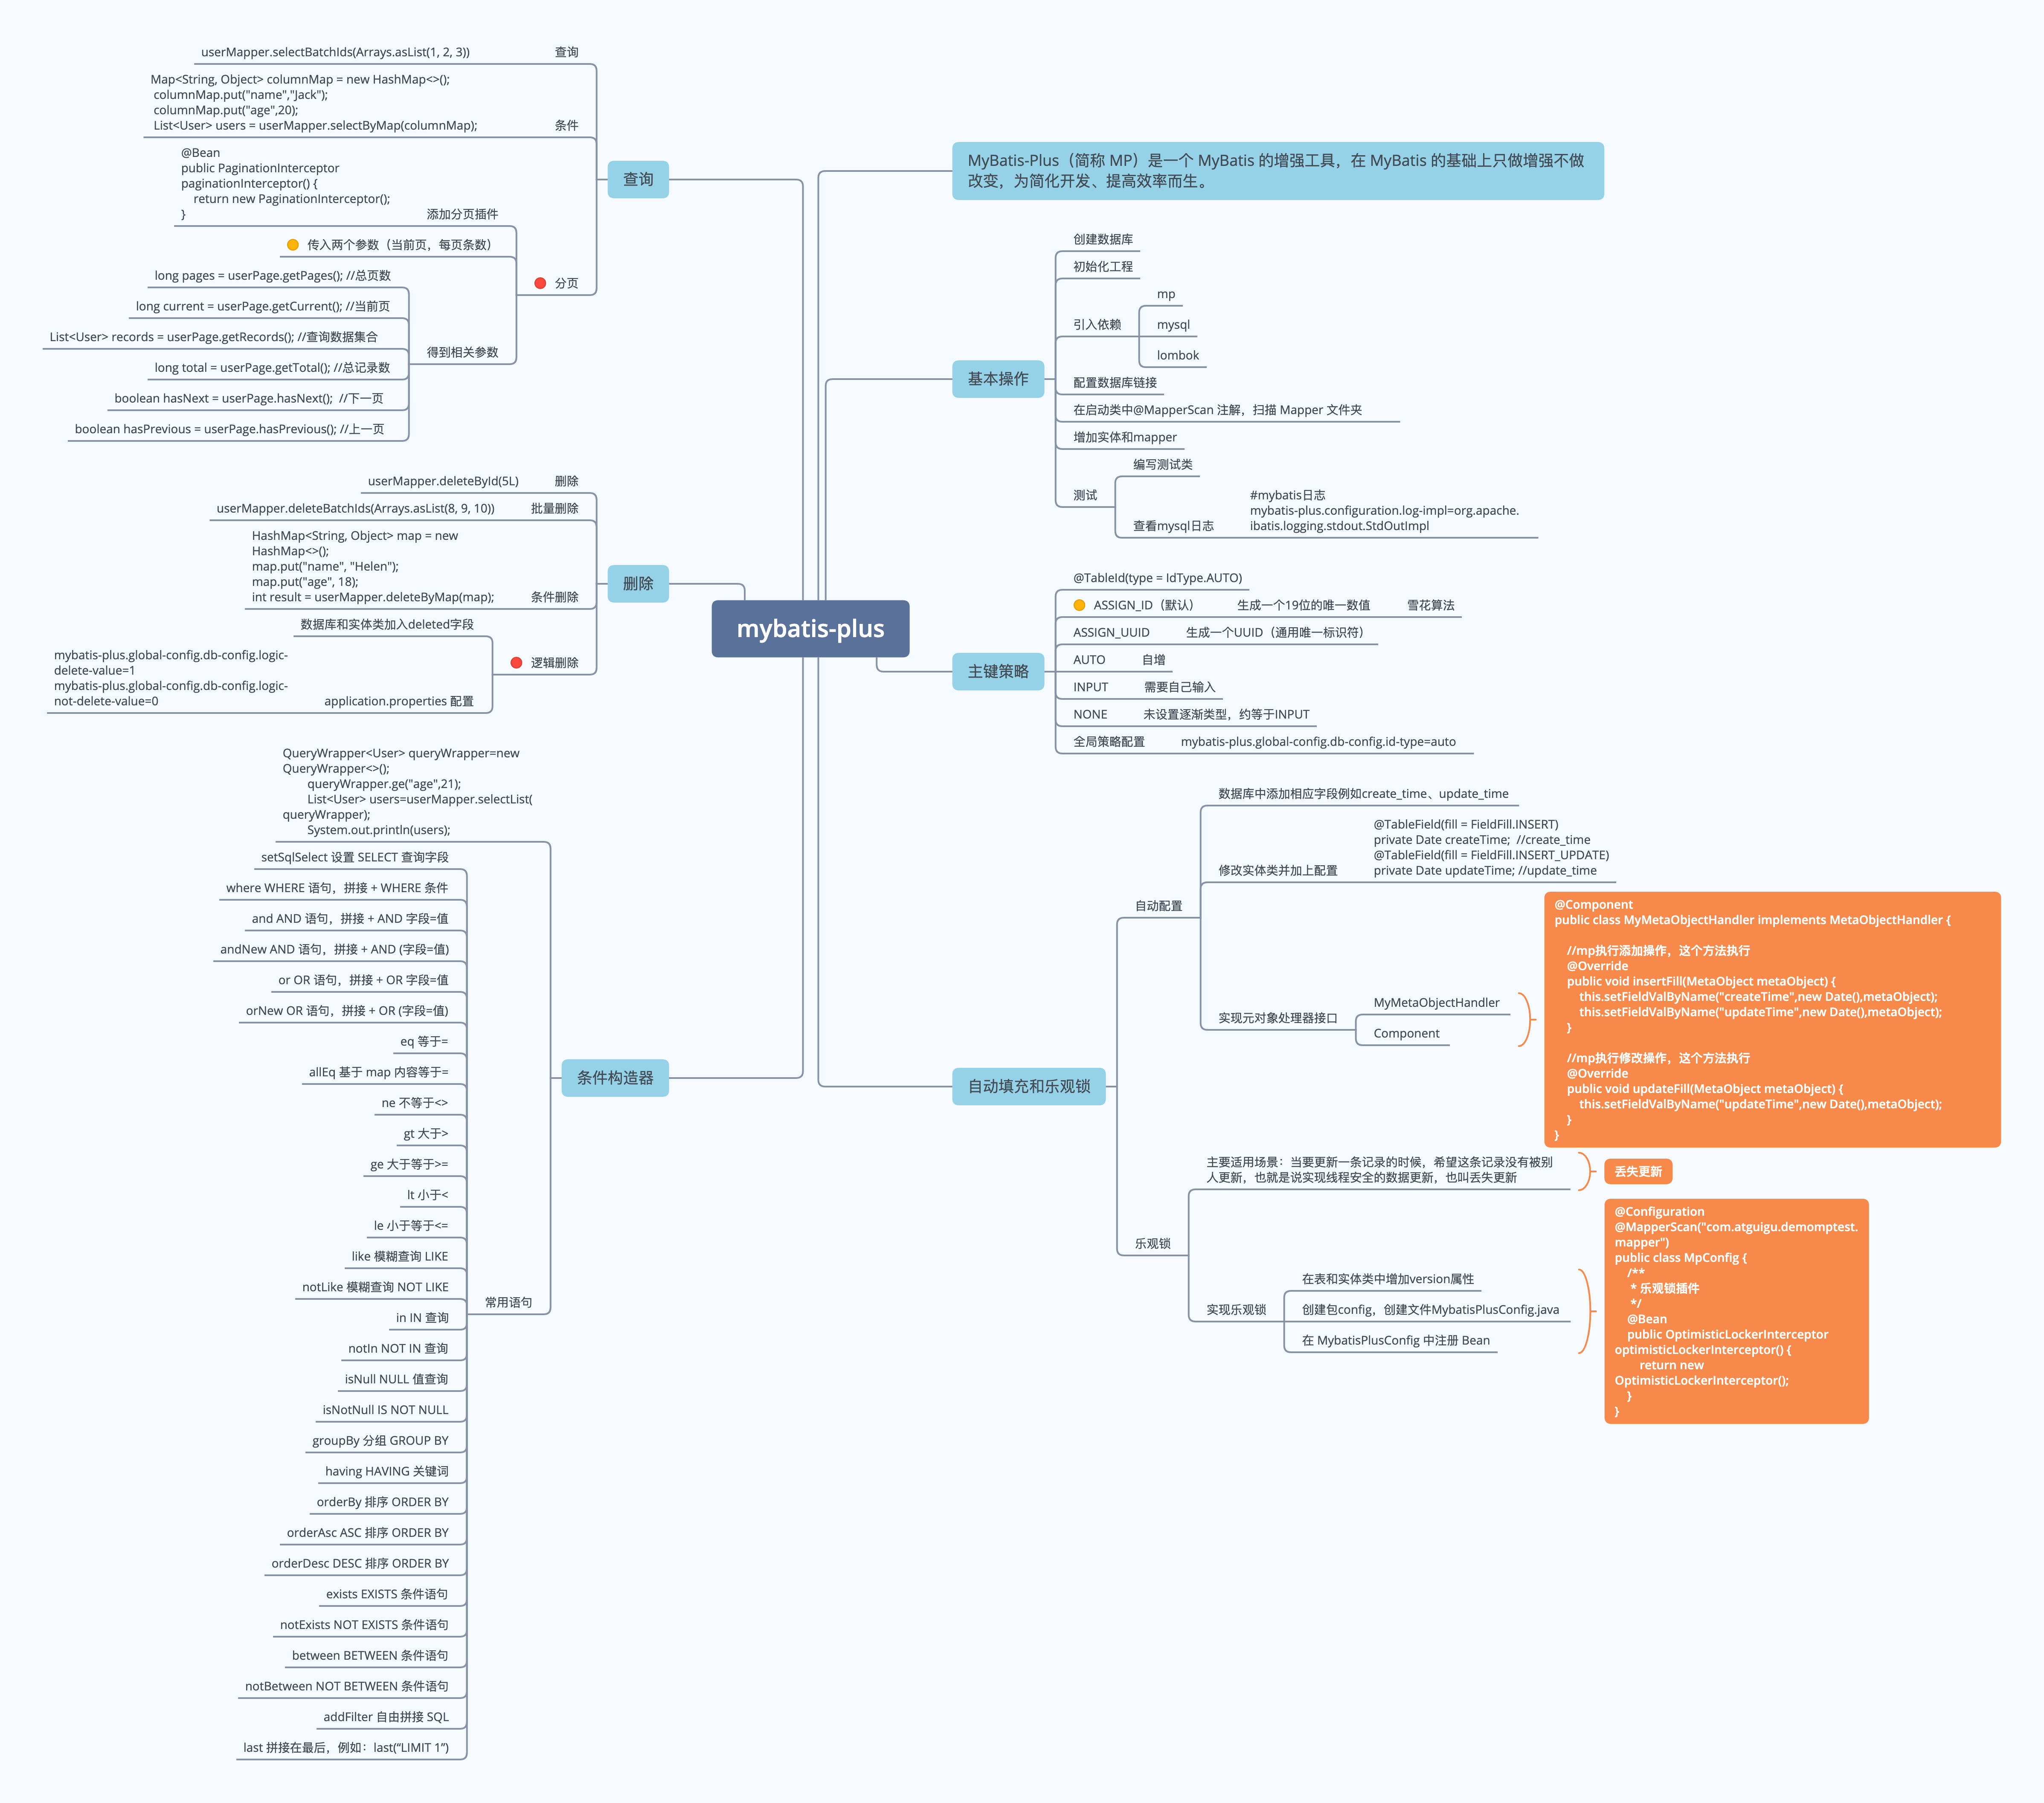 mybatis-plus
MyBatis-Plus（简称 MP）是一个 MyBatis 的增强工具，在 MyBatis 的基础上只做增强不做
改变，为简化开发、提高效率而生。
基本操作
创建数据库
初始化工程
引入依赖
mp
mysql
lombok
配置数据库链接
在启动类中@MapperScan 注解，扫描 Mapper 文件夹
增加实体和mapper
测试
编写测试类
查看mysql日志
#mybatis日志
mybatis-plus.configuration.log-impl=org.apache.
ibatis.logging.stdout.StdOutImpl
主键策略
@TableId(type = IdType.AUTO)
ASSIGN_ID（默认） 生成一个19位的唯一数值 雪花算法
ASSIGN_UUID 生成一个UUID（通用唯一标识符）
AUTO 自增
INPUT 需要自己输入
NONE 未设置逐渐类型，约等于INPUT
全局策略配置 mybatis-plus.global-config.db-config.id-type=auto
自动填充和乐观锁
自动配置
数据库中添加相应字段例如create_time、update_time
修改实体类并加上配置
@TableField(fill = FieldFill.INSERT)
private Date createTime;  //create_time
@TableField(fill = FieldFill.INSERT_UPDATE)
private Date updateTime; //update_time
实现元对象处理器接口
MyMetaObjectHandler
Component
@Component
public class MyMetaObjectHandler implements MetaObjectHandler {
//mp执行添加操作，这个方法执行
@Override
public void insertFill(MetaObject metaObject) {
this.setFieldValByName("createTime",new Date(),metaObject);
this.setFieldValByName("updateTime",new Date(),metaObject);
}
//mp执行修改操作，这个方法执行
@Override
public void updateFill(MetaObject metaObject) {
this.setFieldValByName("updateTime",new Date(),metaObject);
}
}
乐观锁
主要适用场景：当要更新一条记录的时候，希望这条记录没有被别
人更新，也就是说实现线程安全的数据更新，也叫丢失更新
丢失更新
实现乐观锁
在表和实体类中增加version属性
创建包config，创建文件MybatisPlusConfig.java
在 MybatisPlusConfig 中注册 Bean
@Configuration
@MapperScan("com.atguigu.demomptest.
mapper")
public class MpConfig {
/**
* 乐观锁插件
*/
@Bean
public OptimisticLockerInterceptor
optimisticLockerInterceptor() {
return new
OptimisticLockerInterceptor();
}
}
查询
userMapper.selectBatchIds(Arrays.asList(1, 2, 3)) 查询
Map<String, Object> columnMap = new HashMap<>();
columnMap.put("name","Jack");
columnMap.put("age",20);
List<User> users = userMapper.selectByMap(columnMap); 条件
分页
@Bean
public PaginationInterceptor
paginationInterceptor() {
return new PaginationInterceptor();
} 添加分页插件
传入两个参数（当前页，每页条数）
得到相关参数
long pages = userPage.getPages(); //总页数
long current = userPage.getCurrent(); //当前页
List<User> records = userPage.getRecords(); //查询数据集合
long total = userPage.getTotal(); //总记录数
boolean hasNext = userPage.hasNext();  //下一页
boolean hasPrevious = userPage.hasPrevious(); //上一页
删除
userMapper.deleteById(5L) 删除
userMapper.deleteBatchIds(Arrays.asList(8, 9, 10)) 批量删除
HashMap<String, Object> map = new
HashMap<>();
map.put("name", "Helen");
map.put("age", 18);
int result = userMapper.deleteByMap(map); 条件删除
逻辑删除
数据库和实体类加入deleted字段
mybatis-plus.global-config.db-config.logic-
delete-value=1
mybatis-plus.global-config.db-config.logic-
not-delete-value=0 application.properties 配置
条件构造器
QueryWrapper<User> queryWrapper=new
QueryWrapper<>();
queryWrapper.ge("age",21);
List<User> users=userMapper.selectList(
queryWrapper);
System.out.println(users);
常用语句
setSqlSelect 设置 SELECT 查询字段
where WHERE 语句，拼接 + WHERE 条件
and AND 语句，拼接 + AND 字段=值
andNew AND 语句，拼接 + AND (字段=值)
or OR 语句，拼接 + OR 字段=值
orNew OR 语句，拼接 + OR (字段=值)
eq 等于=
allEq 基于 map 内容等于=
ne 不等于<>
gt 大于>
ge 大于等于>=
lt 小于<
le 小于等于<=
like 模糊查询 LIKE
notLike 模糊查询 NOT LIKE
in IN 查询
notIn NOT IN 查询
isNull NULL 值查询
isNotNull IS NOT NULL
groupBy 分组 GROUP BY
having HAVING 关键词
orderBy 排序 ORDER BY
orderAsc ASC 排序 ORDER BY
orderDesc DESC 排序 ORDER BY
exists EXISTS 条件语句
notExists NOT EXISTS 条件语句
between BETWEEN 条件语句
notBetween NOT BETWEEN 条件语句
addFilter 自由拼接 SQL
last 拼接在最后，例如：last(“LIMIT 1”)